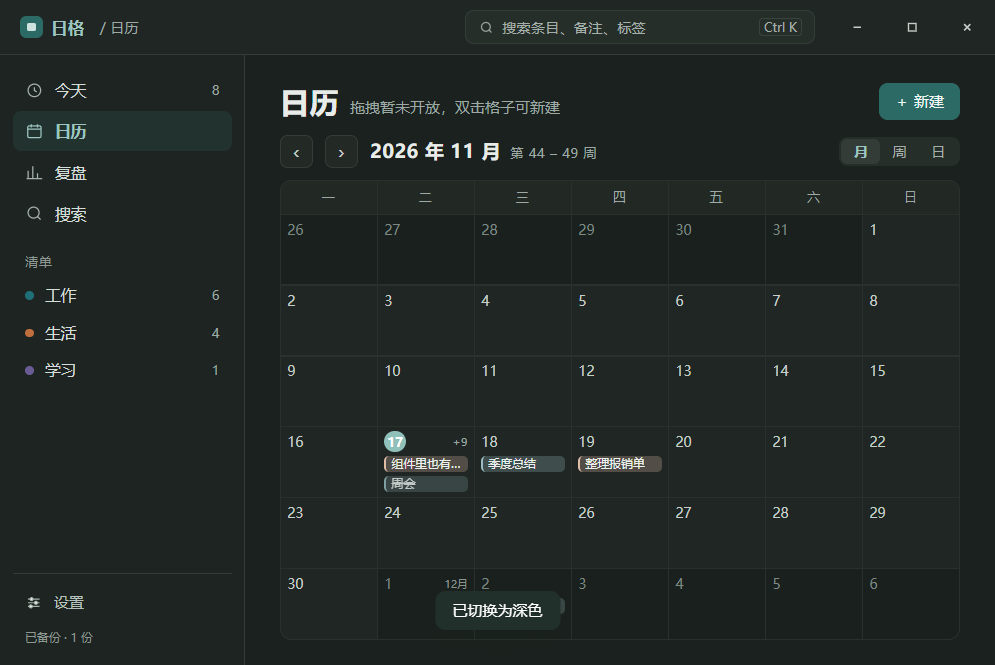 日格 / 日历
搜索条目、备注、标签 Ctrl K
今天 8
日历
复盘
搜索
清单
工作 6
生活 4
学习 1
设置
已备份 · 1 份
日历 拖拽暂未开放，双击格子可新建
+ 新建
‹ › 2026 年 11 月 第 44 – 49 周
月 周 日
一 二 三 四 五 六 日
26 27 28 29 30 31 1
2 3 4 5 6 7 8
9 10 11 12 13 14 15
16 17 +9 18 19 20 21 22
组件里也有... 季度总结 整理报销单
周会
23 24 25 26 27 28 29
30 1 12月 2 3 4 5 6
已切换为深色